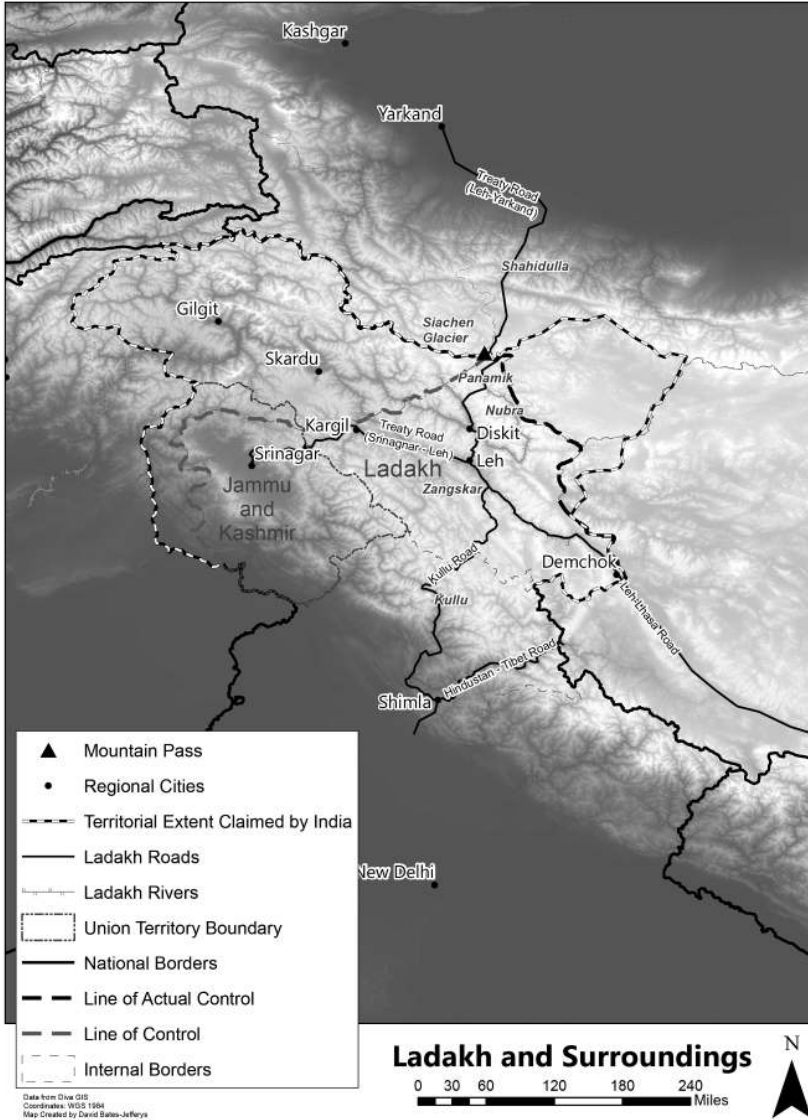 Kashgar
Yarkand
Treaty Road
(Leh-Yarkand)
Shahidulla
Gilgit
Siachen
Glacier
Skardu
Panamik
Nubra
Kargil
Treaty Road
(Srinagnar - Leh)
Diskit
Srinagar
Ladakh
Leh
Jammu
and
Kashmir
Zangskar
Demchok
Kullu Road
Leh-Lhasa Road
Kullu
Hindustan - Tibet Road
Shimla
Mountain Pass
Regional Cities
Territorial Extent Claimed by India
Ladakh Roads
New Delhi
Ladakh Rivers
Union Territory Boundary
National Borders
Line of Actual Control
Line of Control
Internal Borders
Ladakh and Surroundings
N
0 30 60 120 180 240
Miles
Data from Diva GIS
Coordinates: WGS 1984
Map Created by David Bates-Jefferys